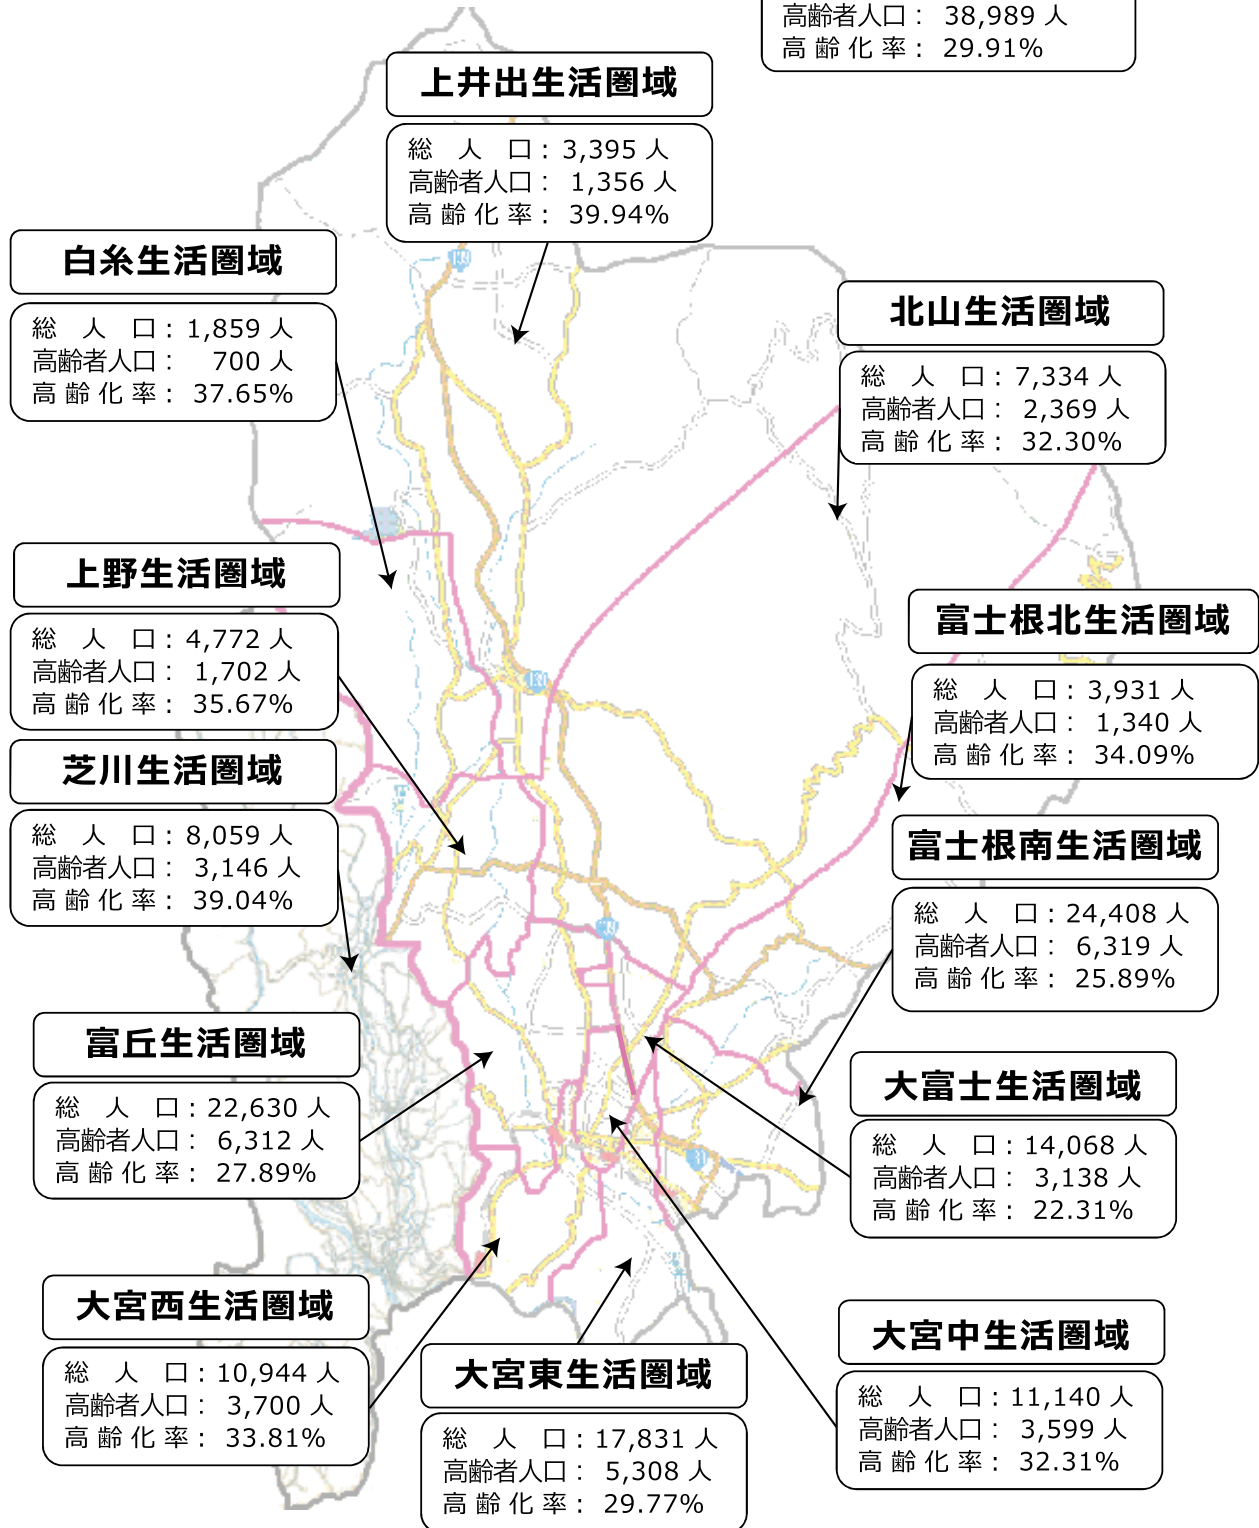 高齢者人口： 38,989 人
高 齢 化 率： 29.91%
上井出生活圏域
総 人 口：3,395 人
高齢者人口： 1,356 人
高 齢 化 率： 39.94%
白糸生活圏域
総 人 口：1,859 人
高齢者人口： 700 人
高 齢 化 率： 37.65%
北山生活圏域
総 人 口：7,334 人
高齢者人口： 2,369 人
高 齢 化 率： 32.30%
上野生活圏域
総 人 口：4,772 人
高齢者人口： 1,702 人
高 齢 化 率： 35.67%
富士根北生活圏域
総 人 口：3,931 人
高齢者人口： 1,340 人
高 齢 化 率： 34.09%
芝川生活圏域
総 人 口：8,059 人
高齢者人口： 3,146 人
高 齢 化 率： 39.04%
富士根南生活圏域
総 人 口：24,408 人
高齢者人口： 6,319 人
高 齢 化 率： 25.89%
富丘生活圏域
総 人 口：22,630 人
高齢者人口： 6,312 人
高 齢 化 率： 27.89%
大富士生活圏域
総 人 口：14,068 人
高齢者人口： 3,138 人
高 齢 化 率： 22.31%
大宮西生活圏域
総 人 口：10,944 人
高齢者人口： 3,700 人
高 齢 化 率： 33.81%
大宮東生活圏域
総 人 口：17,831 人
高齢者人口： 5,308 人
高 齢 化 率： 29.77%
大宮中生活圏域
総 人 口：11,140 人
高齢者人口： 3,599 人
高 齢 化 率： 32.31%
139
139